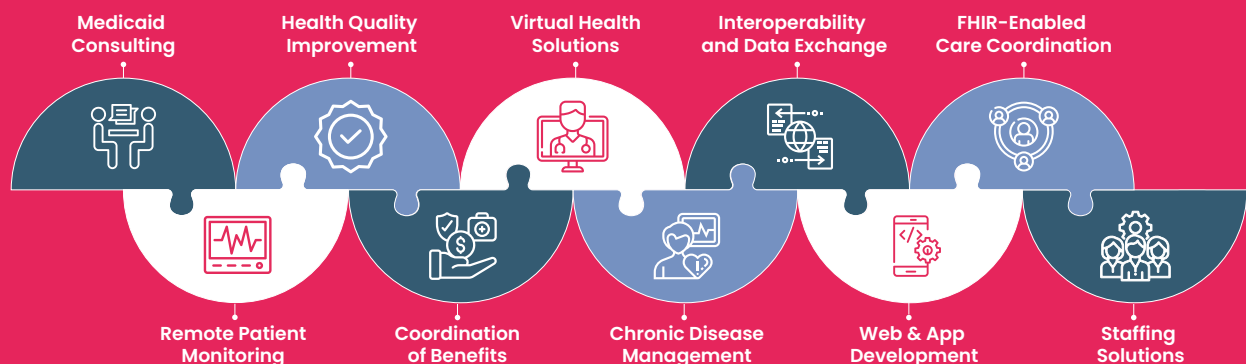 Medicaid
Consulting
Health Quality
Improvement
Virtual Health
Solutions
Interoperability
and Data Exchange
FHIR-Enabled
Care Coordination
$
</>
Remote Patient
Monitoring
Coordination
of Benefits
Chronic Disease
Management
Web & App
Development
Staffing
Solutions